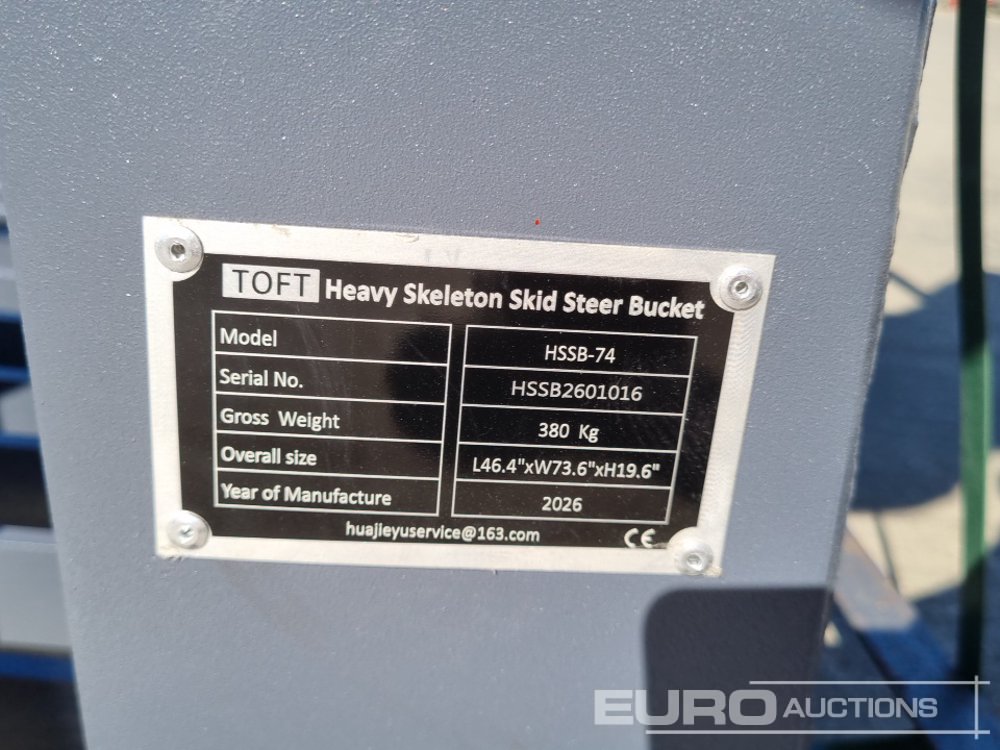 TOFT Heavy Skeleton Skid Steer Bucket
Model HSSB-74
Serial No. HSSB2601016
Gross Weight 380 Kg
Overall size L46.4"xW73.6"xH19.6"
Year of Manufacture 2026
huajieyuservice@163.com CE
EURO AUCTIONS